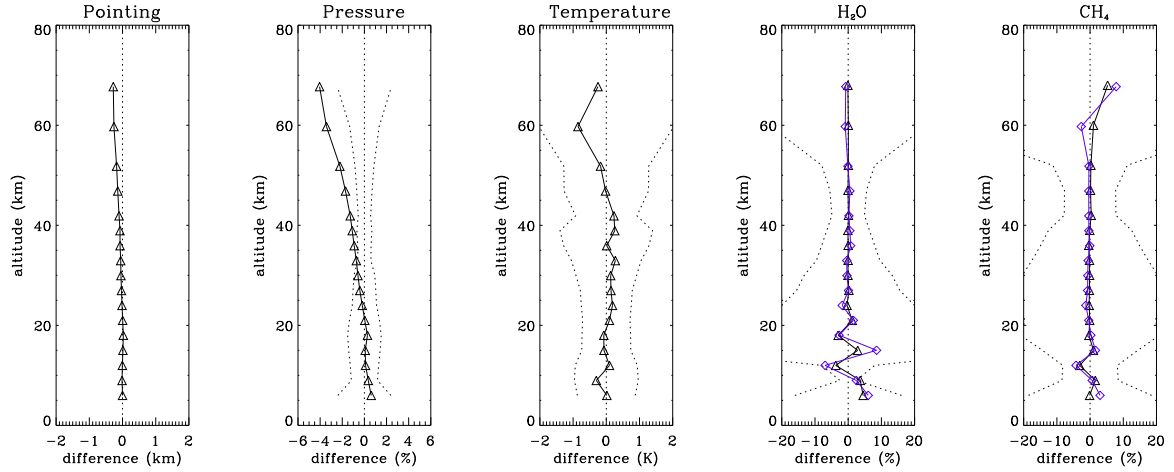 Pointing Pressure Temperature H₂O CH₄
80 80 80 80 80
60 60 60 60 60
altitude (km) altitude (km) altitude (km) altitude (km) altitude (km)
40 40 40 40 40
20 20 20 20 20
0 0 0 0 0
-2 -1 0 1 2 -6 -4 -2 0 2 4 6 -2 -1 0 1 2 -20 -10 0 10 20 -20 -10 0 10 20
difference (km) difference (%) difference (K) difference (%) difference (%)